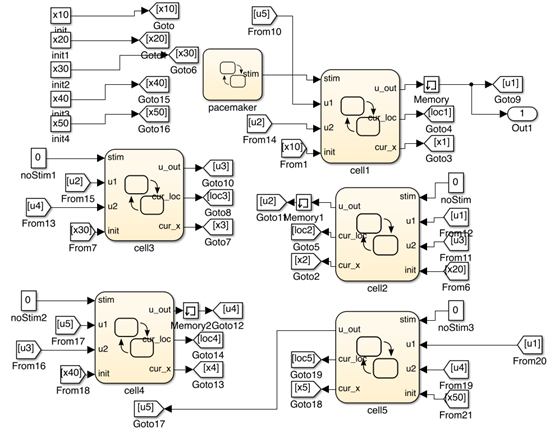 x10
init
[x10]
Goto
x20
init1
[x20]
x30
init2
[x30]
Goto6
x40
init3
[x40]
Goto15
x50
init4
[x50]
Goto16
[u5]
From10
pacemaker
stim
[u2]
From14
[x10]
From1
stim
u1
u2
init
u_out
cur_loc
cur_x
cell1
Memory
[u1]
Goto9
1
Out1
[loc1]
Goto4
[x1]
Goto3
0
noStim1
[u2]
From15
[u4]
From13
[x30]
From7
stim
u1
u2
init
u_out
cur_loc
cur_x
cell3
[u3]
Goto10
[loc3]
Goto8
[x3]
Goto7
[u2]
Goto11
Memory1
[loc2]
Goto5
[x2]
Goto2
u_out
cur_loc
cur_x
stim
u1
u2
init
cell2
0
noStim
[u1]
From12
[u3]
From11
[x20]
From6
0
noStim2
[u5]
From17
[u3]
From16
[x40]
From18
stim
u1
u2
init
u_out
cur_loc
cur_x
cell4
Memory2
[u4]
Goto12
[loc4]
Goto14
[x4]
Goto13
[u5]
Goto17
[loc5]
Goto19
[x5]
Goto18
u_out
cur_loc
cur_x
stim
u1
u2
init
cell5
0
noStim3
[u1]
From20
[u4]
From19
[x50]
From21